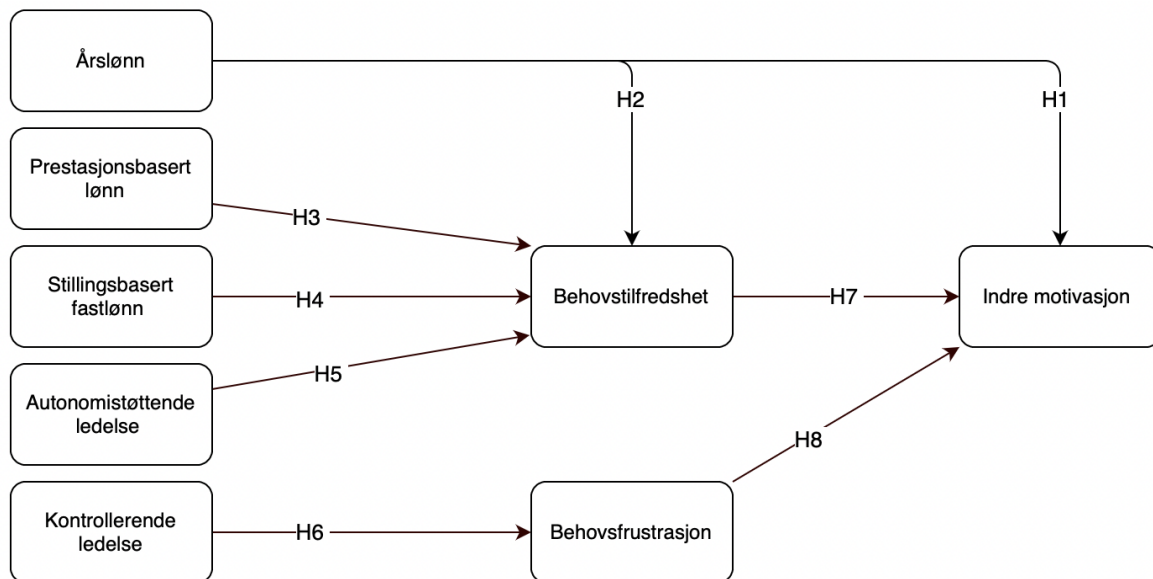 Årslønn
H2
H1
Prestasjonsbasert
lønn
H3
Stillingsbasert
fastlønn
H4
Behovstilfredshet
H7
Indre motivasjon
H5
Autonomistøttende
ledelse
H8
Kontrollerende
ledelse
H6
Behovsfrustrasjon